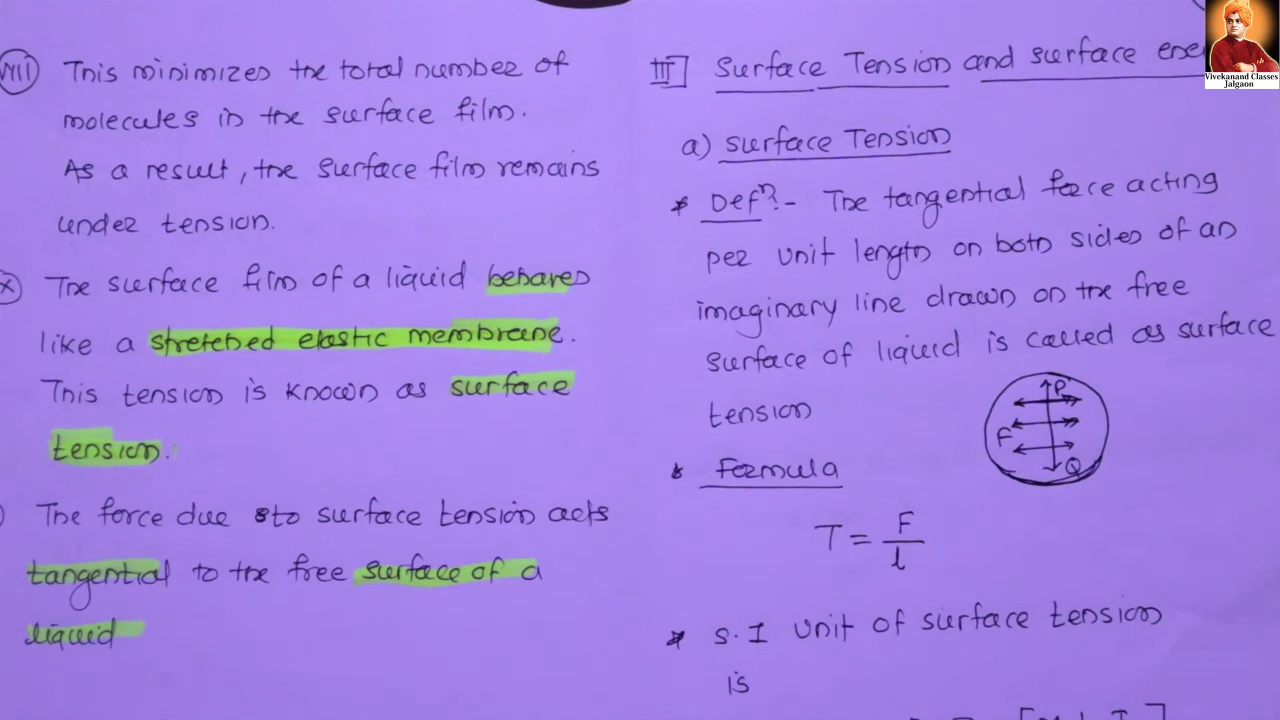 viii) This minimizes the total number of
molecules in the surface film.
As a result, the surface film remains
under tension.
x) The surface film of a liquid behaves
like a stretched elastic membrane.
This tension is known as surface
tension.
) The force due to surface tension acts
tangential to the free surface of a
liquid
III] Surface Tension and surface ene
a) surface Tension
* Defn:- The tangential force acting
per unit length on both sides of an
imaginary line drawn on the free
surface of liquid is called as surface
tension
P
F
Q
* Formula
T = F/l
* S.I unit of surface tension
is
Vivekanand Classes
Jalgaon